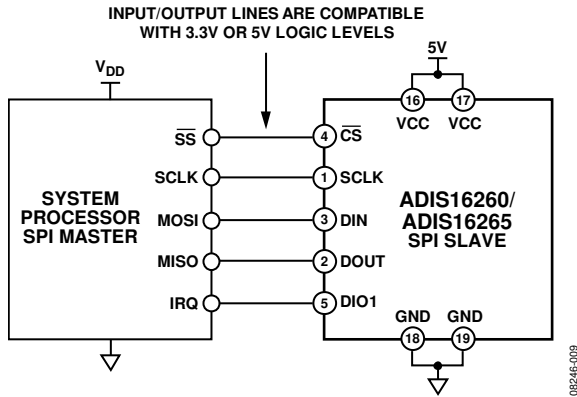 INPUT/OUTPUT LINES ARE COMPATIBLE
WITH 3.3V OR 5V LOGIC LEVELS
VDD
5V
16
17
VCC
VCC
SS
4
CS
SCLK
1
SCLK
SYSTEM
PROCESSOR
SPI MASTER
MOSI
3
DIN
ADIS16260/
ADIS16265
SPI SLAVE
MISO
2
DOUT
IRQ
5
DIO1
GND
GND
18
19
08246-009